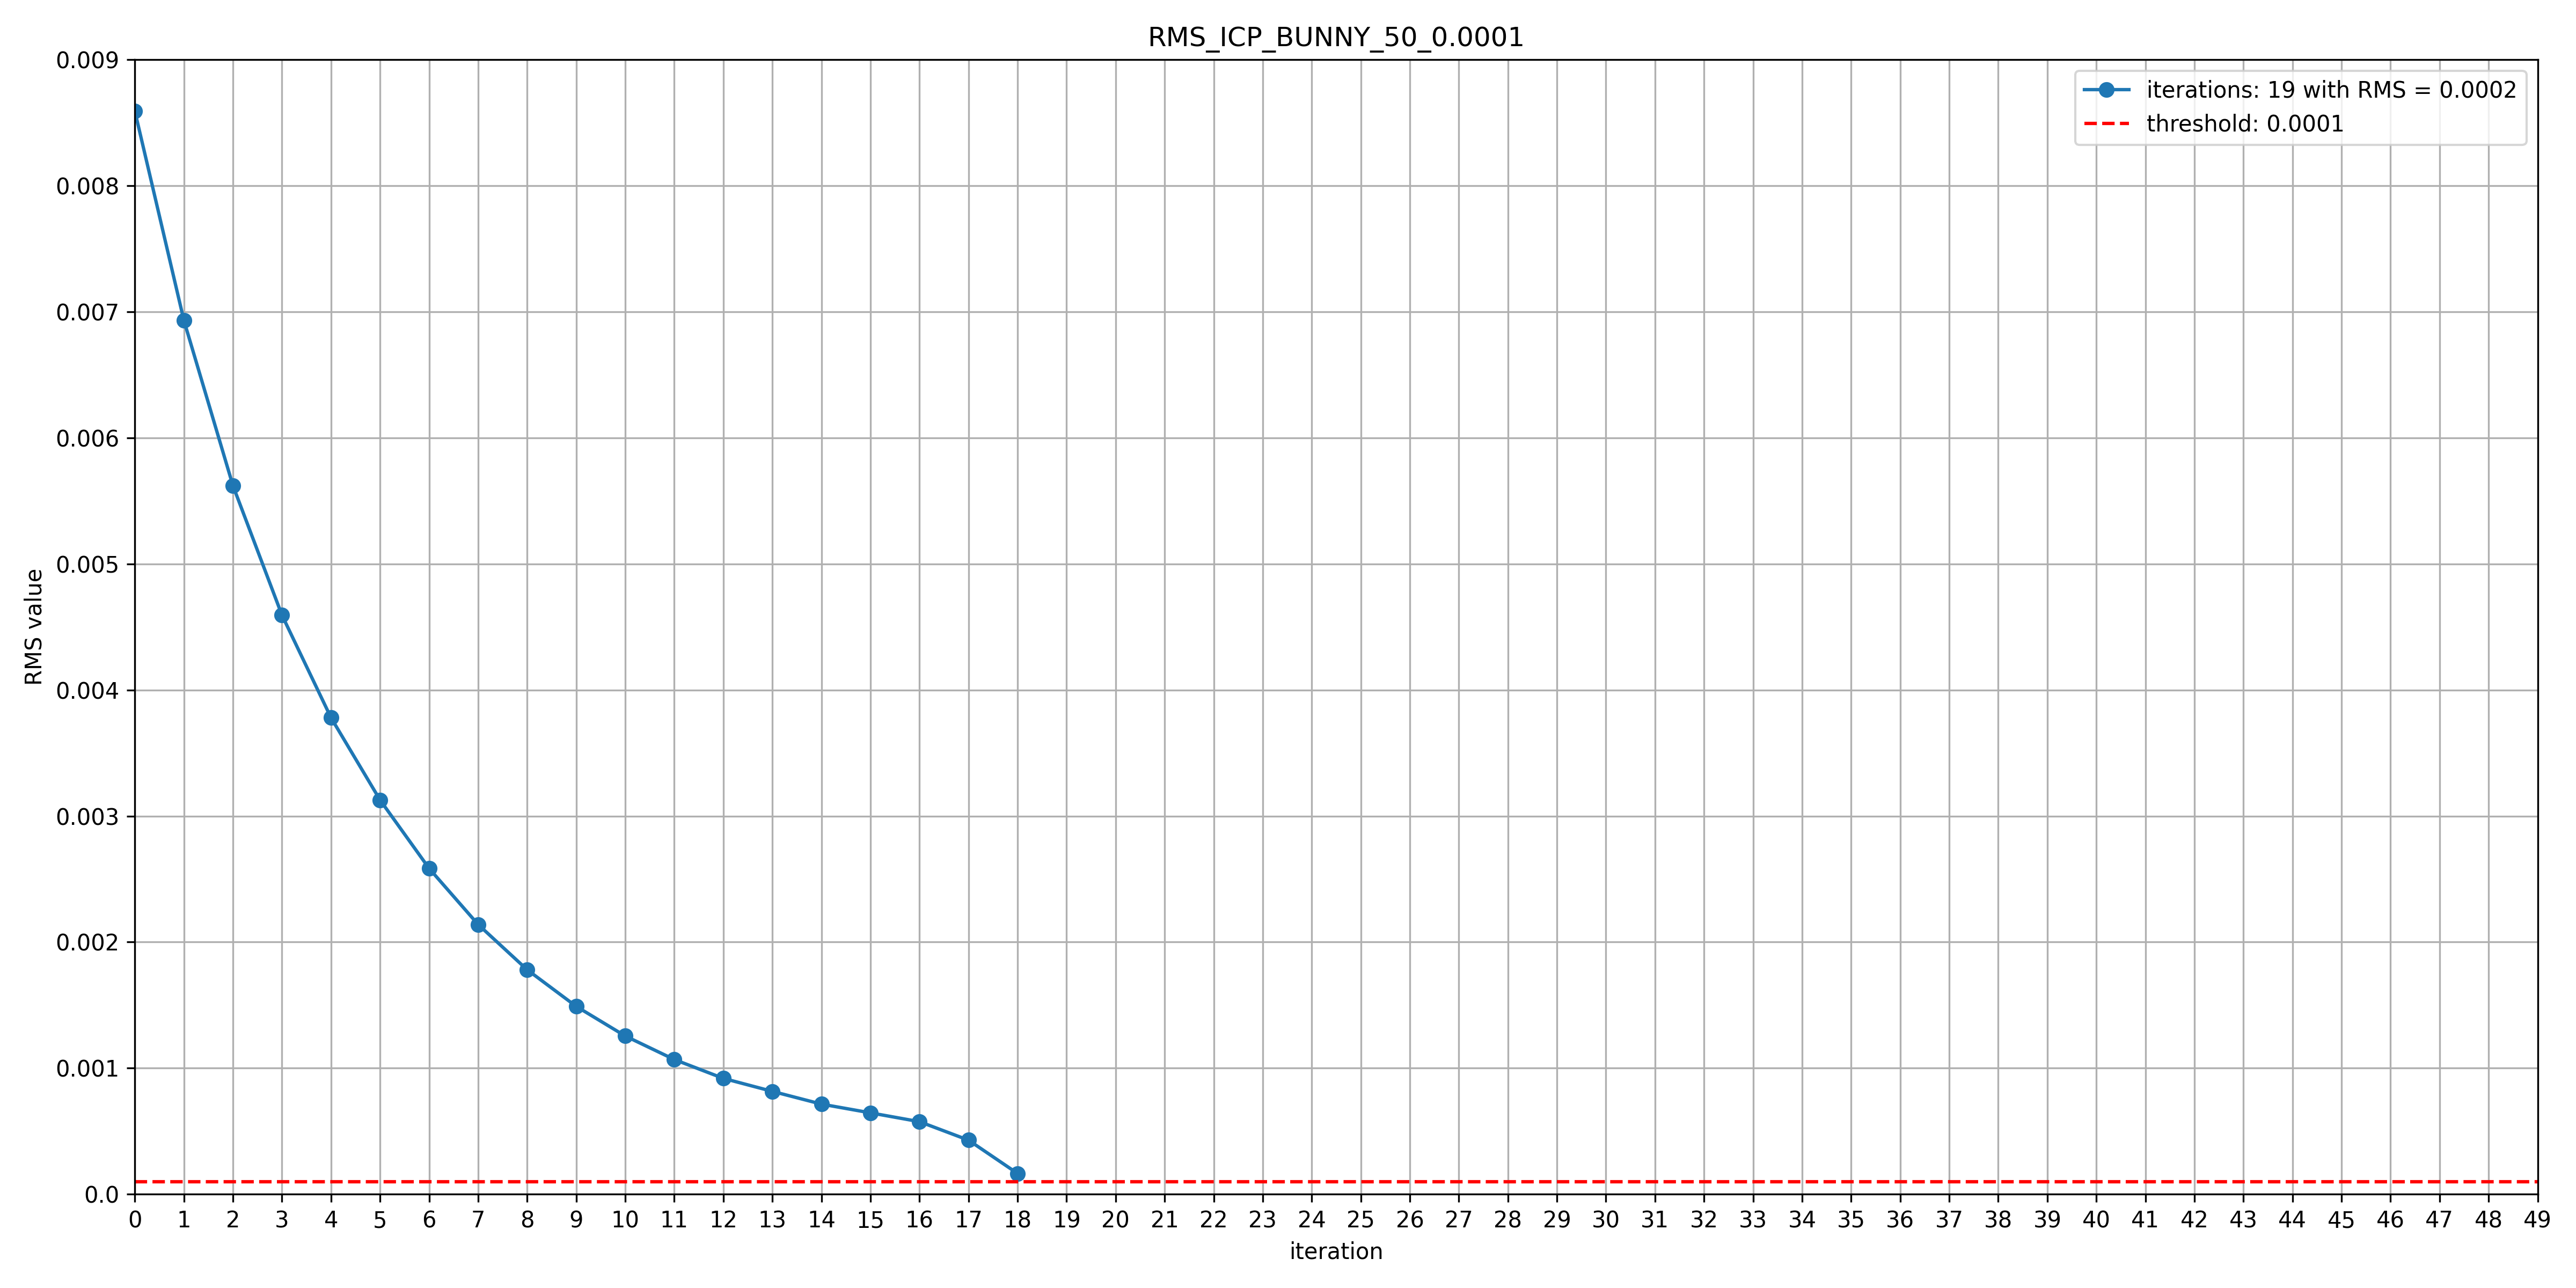 RMS_ICP_BUNNY_50_0.0001
iterations: 19 with RMS = 0.0002
threshold: 0.0001
0.009
0.008
0.007
0.006
0.005
0.004
0.003
0.002
0.001
0.0
RMS value
0 1 2 3 4 5 6 7 8 9 10 11 12 13 14 15 16 17 18 19 20 21 22 23 24 25 26 27 28 29 30 31 32 33 34 35 36 37 38 39 40 41 42 43 44 45 46 47 48 49
iteration